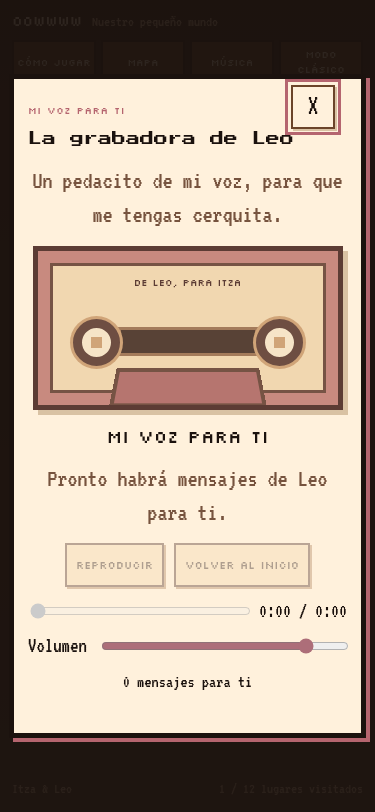 OOWWWW Nuestro pequeño mundo
CÓMO JUGAR MAPA MÚSICA MODO CLÁSICO
MI VOZ PARA TI
X
La grabadora de Leo
Un pedacito de mi voz, para que
me tengas cerquita.
DE LEO, PARA ITZA
MI VOZ PARA TI
Pronto habrá mensajes de Leo
para ti.
REPRODUCIR VOLVER AL INICIO
0:00 / 0:00
Volumen
0 mensajes para ti
Itza & Leo 1 / 12 lugares visitados